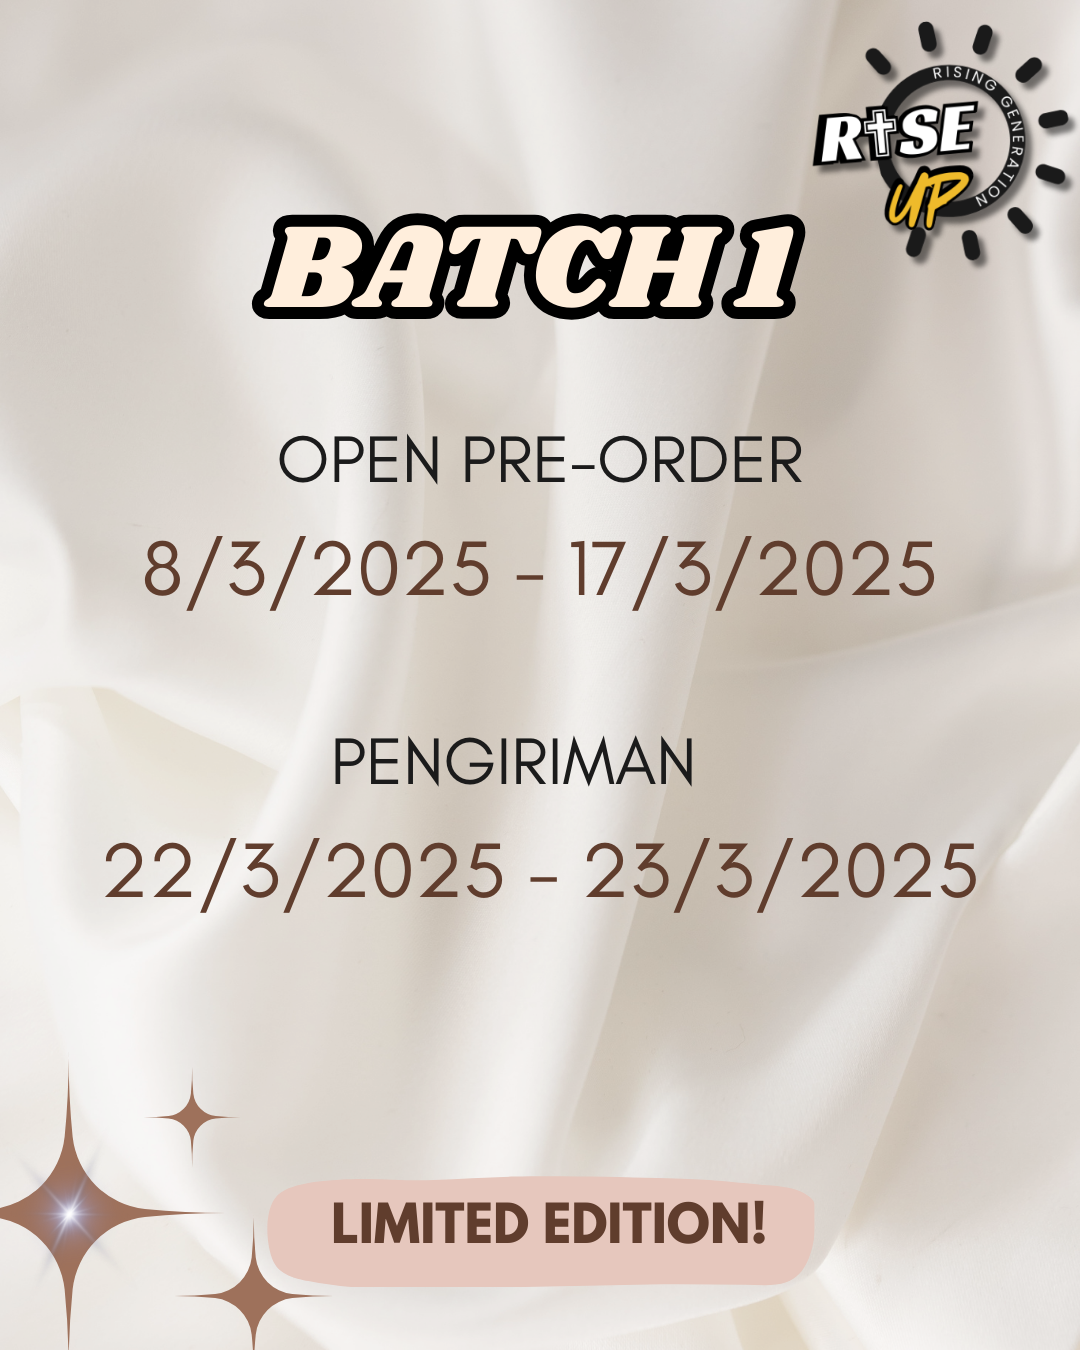 RISING GENERATION
RISE
UP
BATCH 1
OPEN PRE-ORDER
8/3/2025 - 17/3/2025
PENGIRIMAN
22/3/2025 - 23/3/2025
LIMITED EDITION!